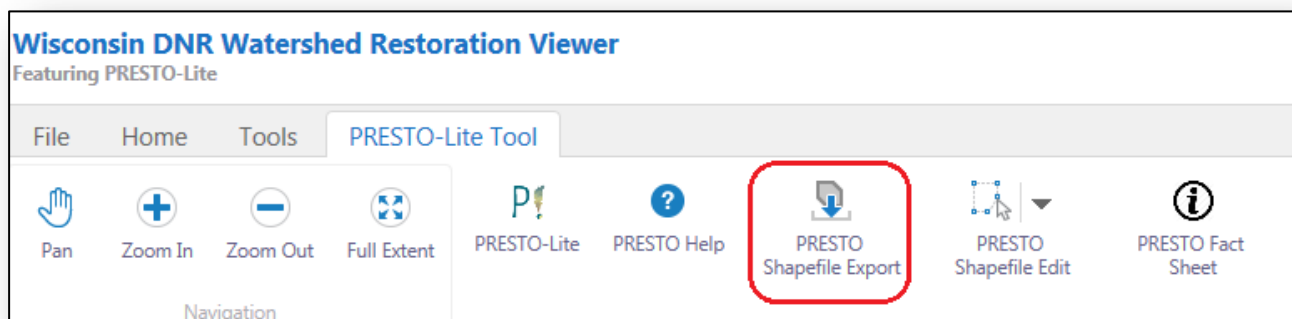 Wisconsin DNR Watershed Restoration Viewer
Featuring PRESTO-Lite
File Home Tools PRESTO-Lite Tool
Pan Zoom In Zoom Out Full Extent
Navigation
P! PRESTO-Lite
? PRESTO Help
PRESTO
Shapefile Export
PRESTO
Shapefile Edit
i
PRESTO Fact
Sheet